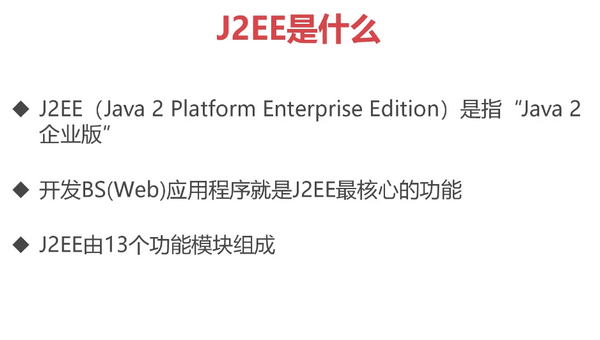 J2EE是什么
◆ J2EE（Java 2 Platform Enterprise Edition）是指“Java 2
企业版“
◆ 开发BS(Web)应用程序就是J2EE最核心的功能
◆ J2EE由13个功能模块组成